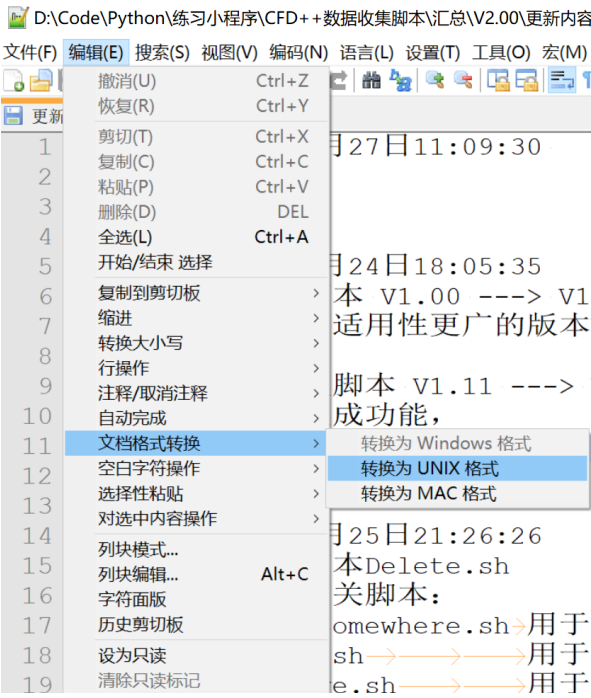 D:\Code\Python\练习小程序\CFD++数据收集脚本\汇总\V2.00\更新内容
文件(F) 编辑(E) 搜索(S) 视图(V) 编码(N) 语言(L) 设置(T) 工具(O) 宏(M)
更新
撤消(U) Ctrl+Z
恢复(R) Ctrl+Y
剪切(T) Ctrl+X
复制(C) Ctrl+C
粘贴(P) Ctrl+V
删除(D) DEL
全选(L) Ctrl+A
开始/结束 选择
复制到剪切板
缩进
转换大小写
行操作
注释/取消注释
自动完成
文档格式转换
空白字符操作
选择性粘贴
对选中内容操作
列块模式...
列块编辑... Alt+C
字符面版
历史剪切板
设为只读
清除只读标记
转换为 Windows 格式
转换为 UNIX 格式
转换为 MAC 格式
1 月27日11:09:30
2
3
4
5 月24日18:05:35
6 本 V1.00 ---> V1
7 适用性更广的版本
8
9 脚本 V1.11 --->
10 成功能，
11
12
13
14 月25日21:26:26
15 本Delete.sh
16 关脚本：
17 omewhere.sh 用于
18 sh 用于
19 e.sh 用于